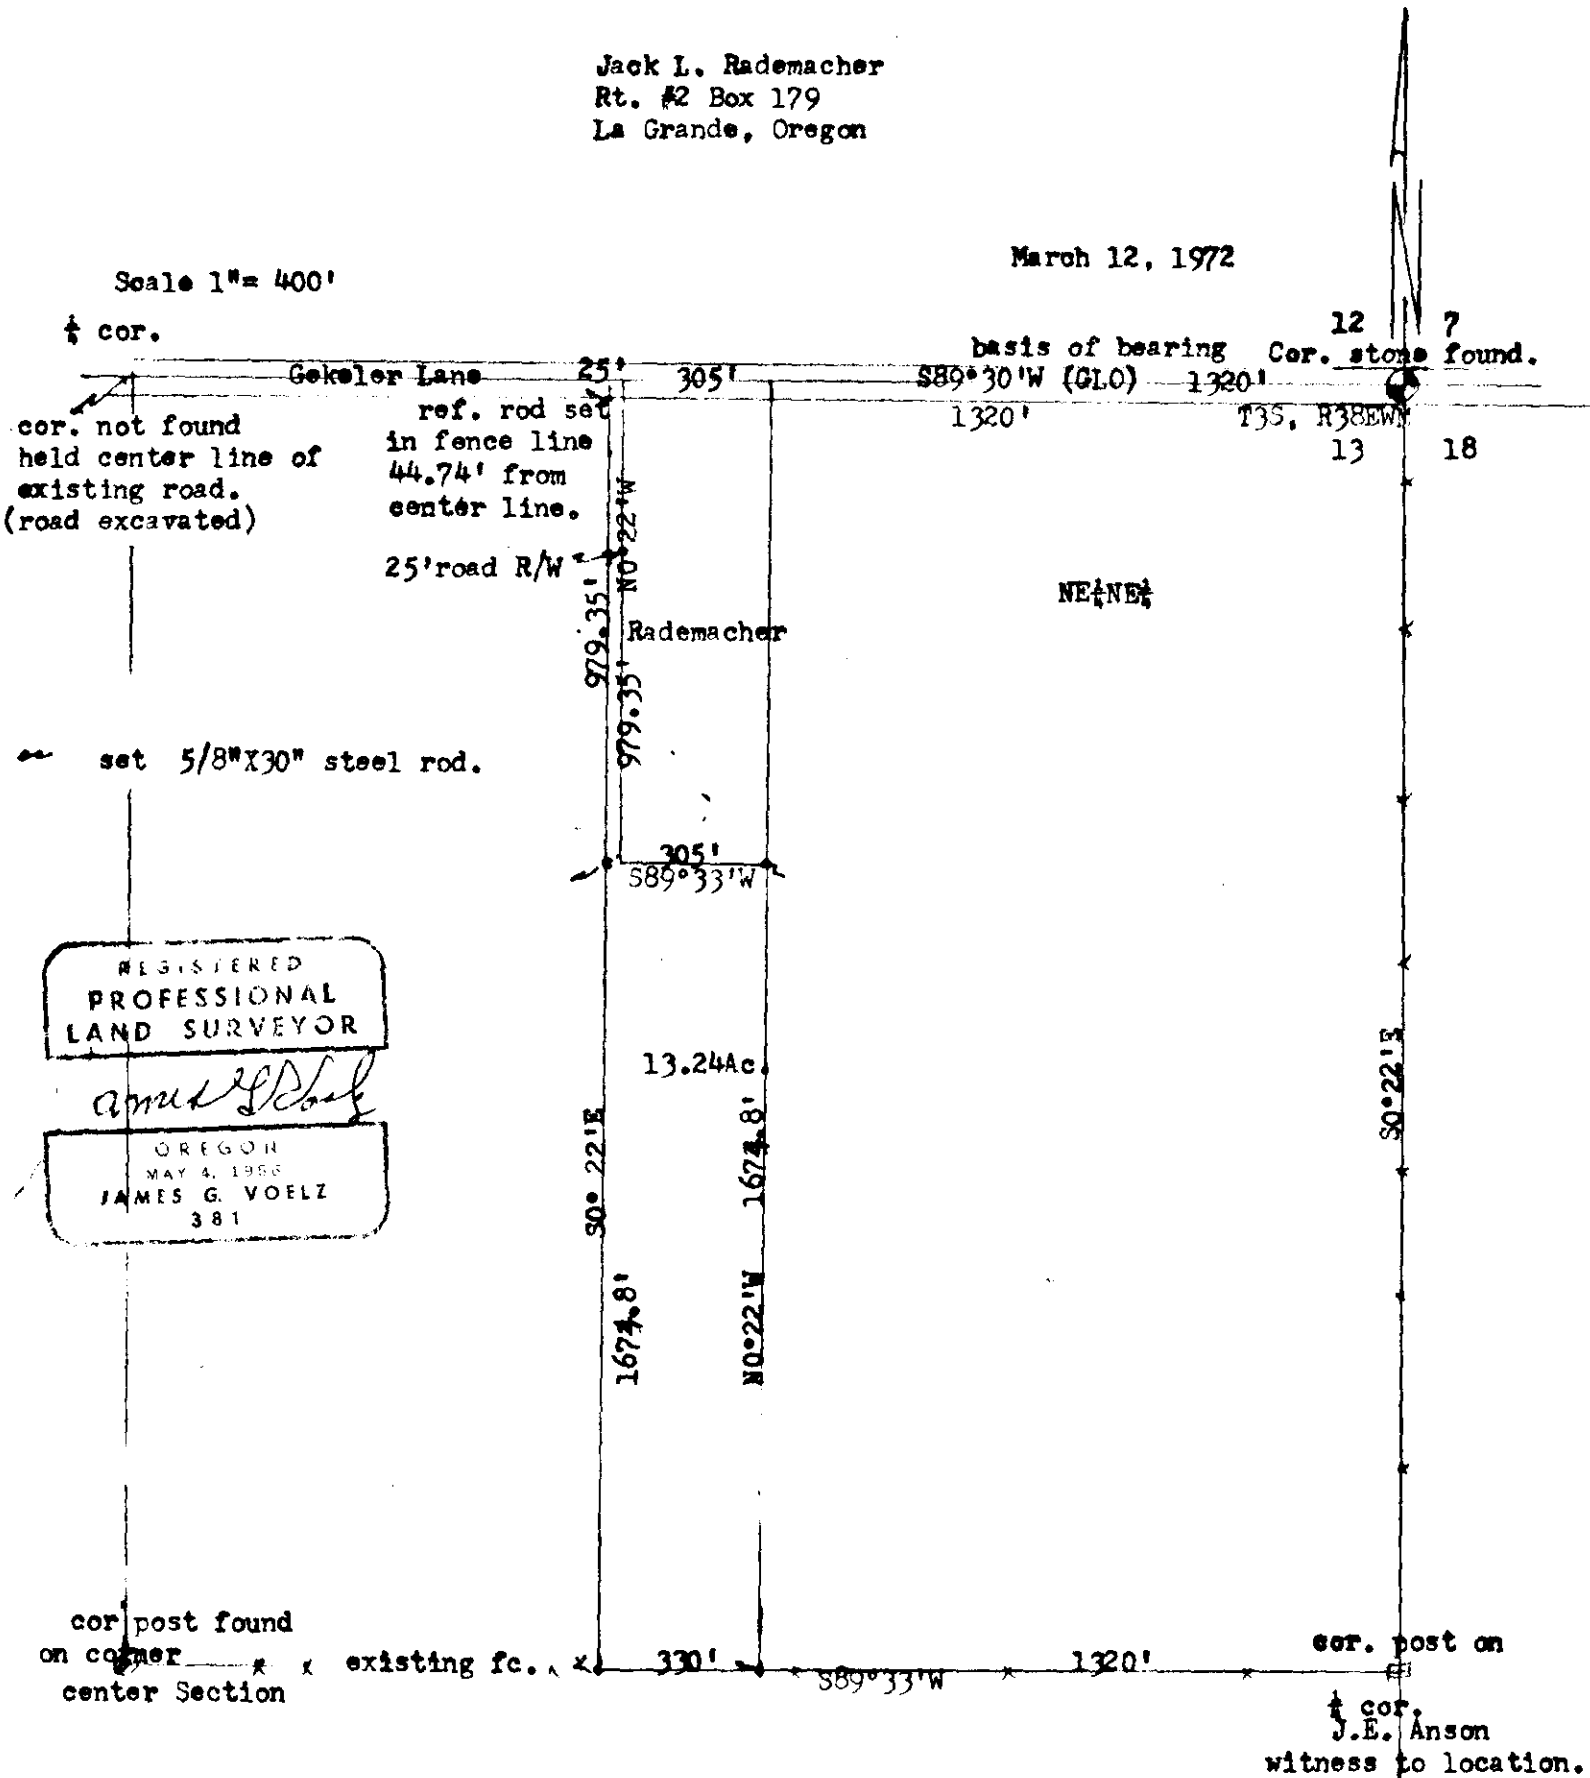 Jack L. Rademacher
Rt. #2 Box 179
La Grande, Oregon
March 12, 1972
Scale 1"= 400'
¼ cor.
12 7
basis of bearing
Cor. stone found.
Gekeler Lane
25'
305'
S89°30'W (GLO)
1320'
1320'
T3S, R38EWM
13 18
cor. not found
held center line of
existing road.
(road excavated)
ref. rod set
in fence line
44.74' from
center line.
25'road R/W
N0°22'W
979.35'
979.35'
Rademacher
NE¼NE¼
set 5/8"X30" steel rod.
305'
S89°33'W
REGISTERED
PROFESSIONAL
LAND SURVEYOR
OREGON
MAY 4, 1956
JAMES G. VOELZ
381
13.24Ac.
S0°22'E
1674.8'
N0°22'W 1674.8'
S0°22'E
cor post found
on corner
center Section
existing fc.
330'
S89°33'W
1320'
cor. post on
¼ cor.
J.E. Anson
witness to location.